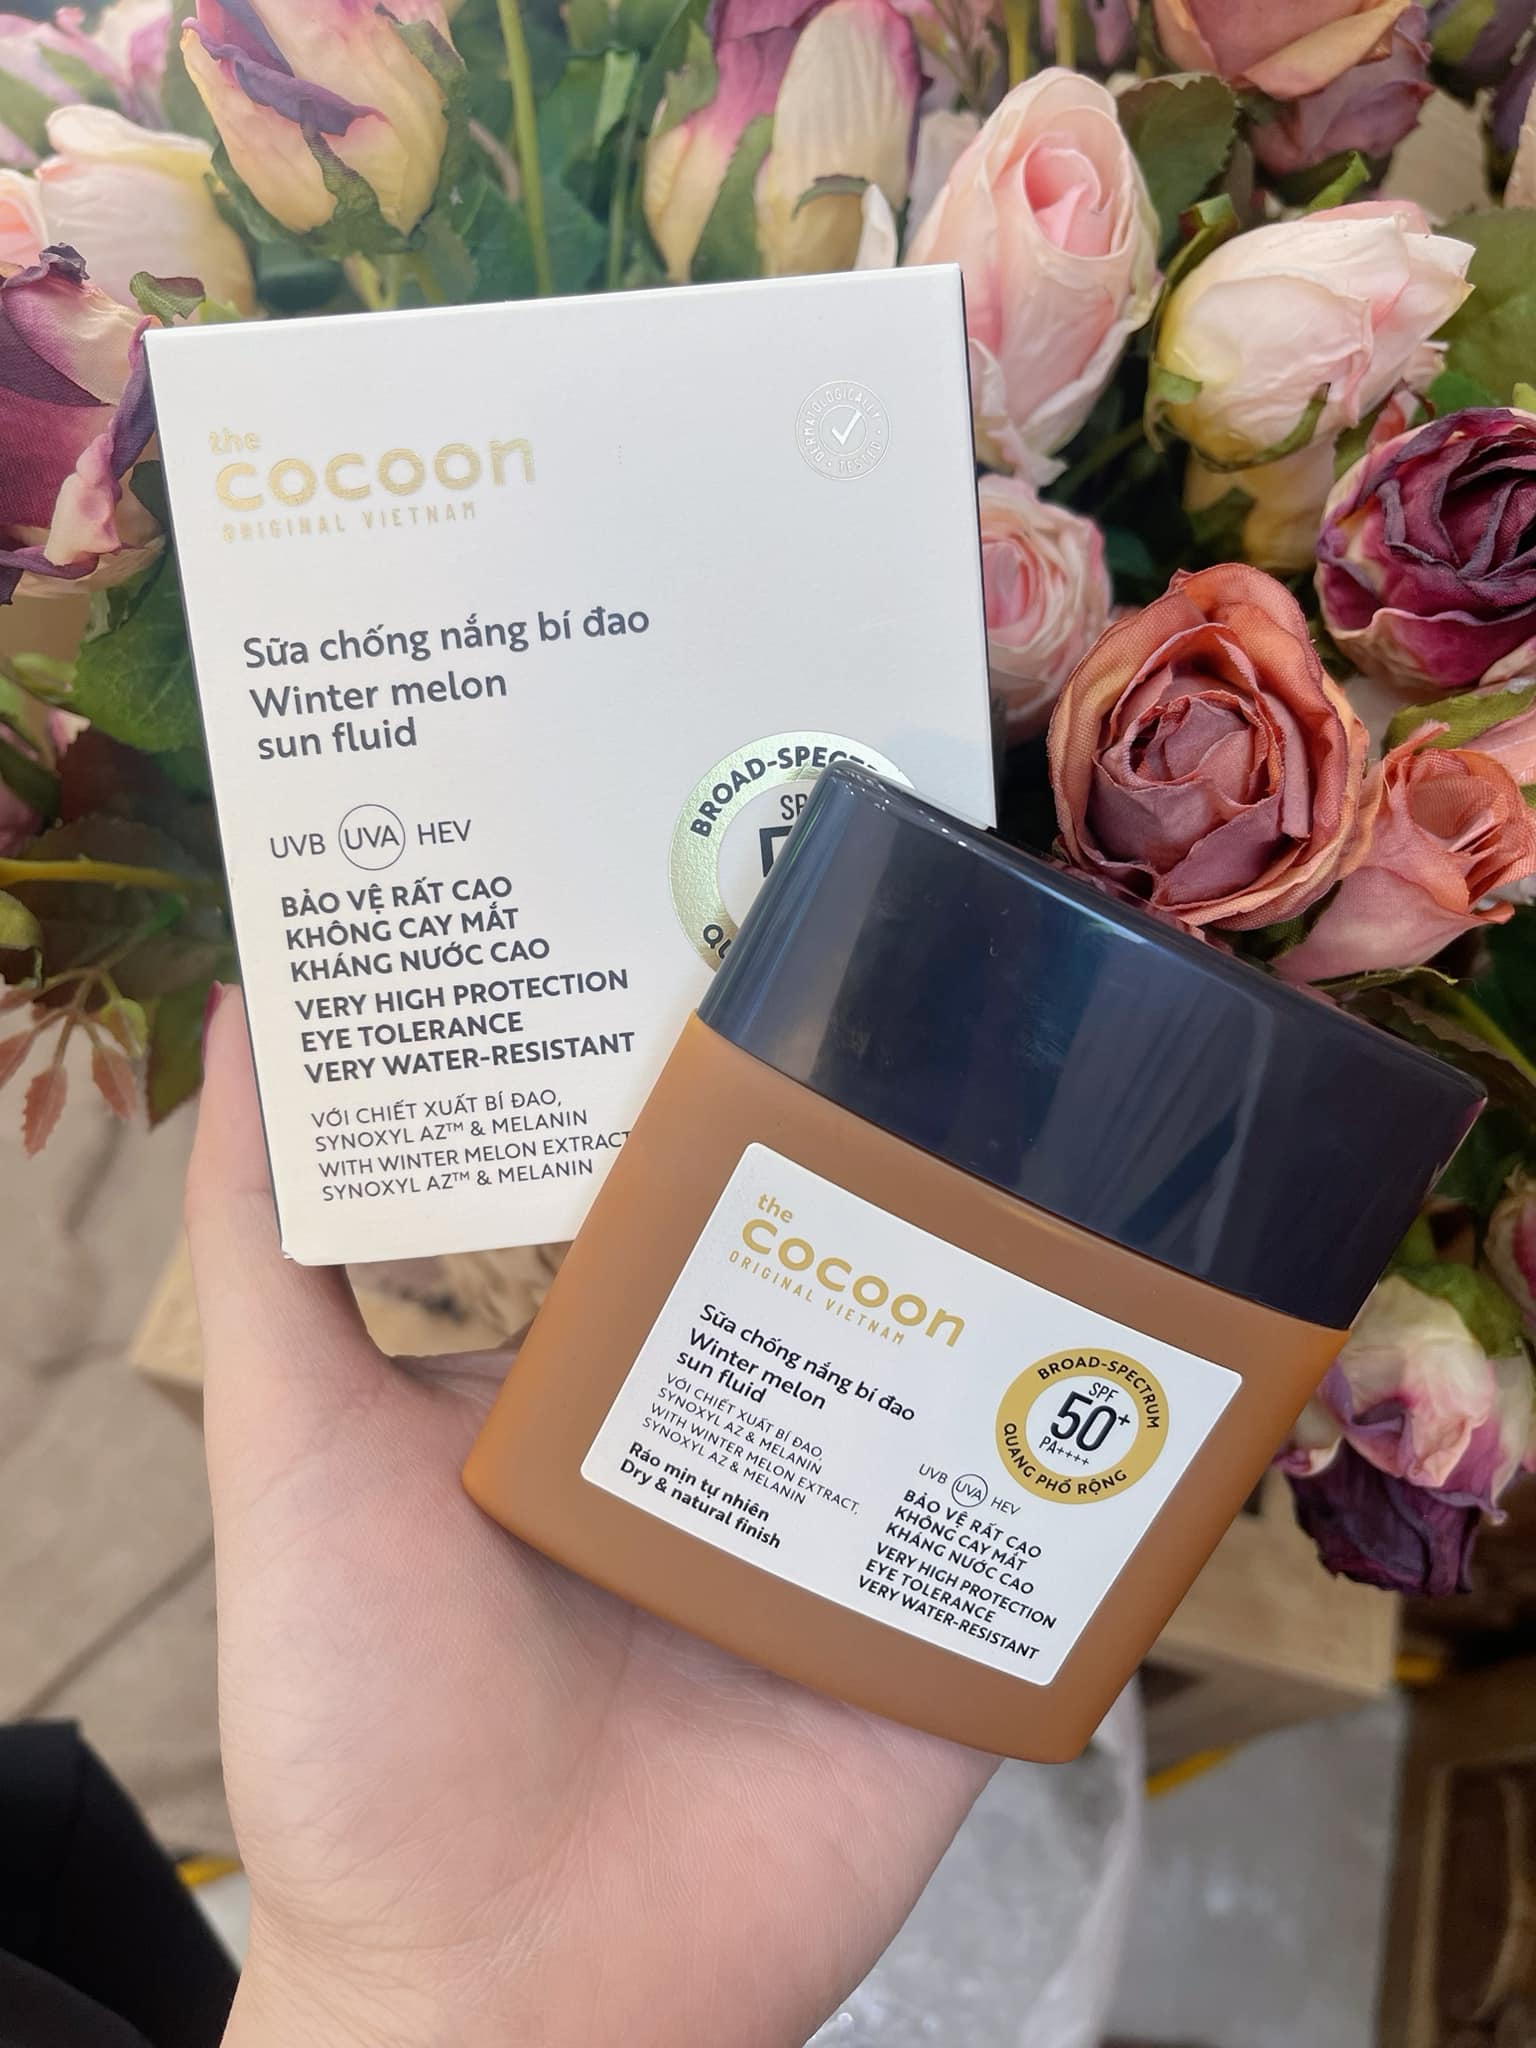 the
cocoon
ORIGINAL VIETNAM
DERMATOLOGICALLY
TESTED
Sữa chống nắng bí đao
Winter melon
sun fluid
BROAD-SPECT
UVB UVA HEV
BẢO VỆ RẤT CAO
KHÔNG CAY MẮT
KHÁNG NƯỚC CAO
VERY HIGH PROTECTION
EYE TOLERANCE
VERY WATER-RESISTANT
VỚI CHIẾT XUẤT BÍ ĐAO,
SYNOXYL AZ™ & MELANIN
WITH WINTER MELON EXTRACT
SYNOXYL AZ™ & MELANIN
the
cocoon
ORIGINAL VIETNAM
Sữa chống nắng bí đao
Winter melon
sun fluid
VỚI CHIẾT XUẤT BÍ ĐAO,
SYNOXYL AZ & MELANIN
WITH WINTER MELON EXTRACT,
SYNOXYL AZ & MELANIN
Ráo mịn tự nhiên
Dry & natural finish
BROAD-SPECTRUM
SPF
50+
PA++++
QUANG PHỔ RỘNG
UVB UVA HEV
BẢO VỆ RẤT CAO
KHÔNG CAY MẮT
KHÁNG NƯỚC CAO
VERY HIGH PROTECTION
EYE TOLERANCE
VERY WATER-RESISTANT